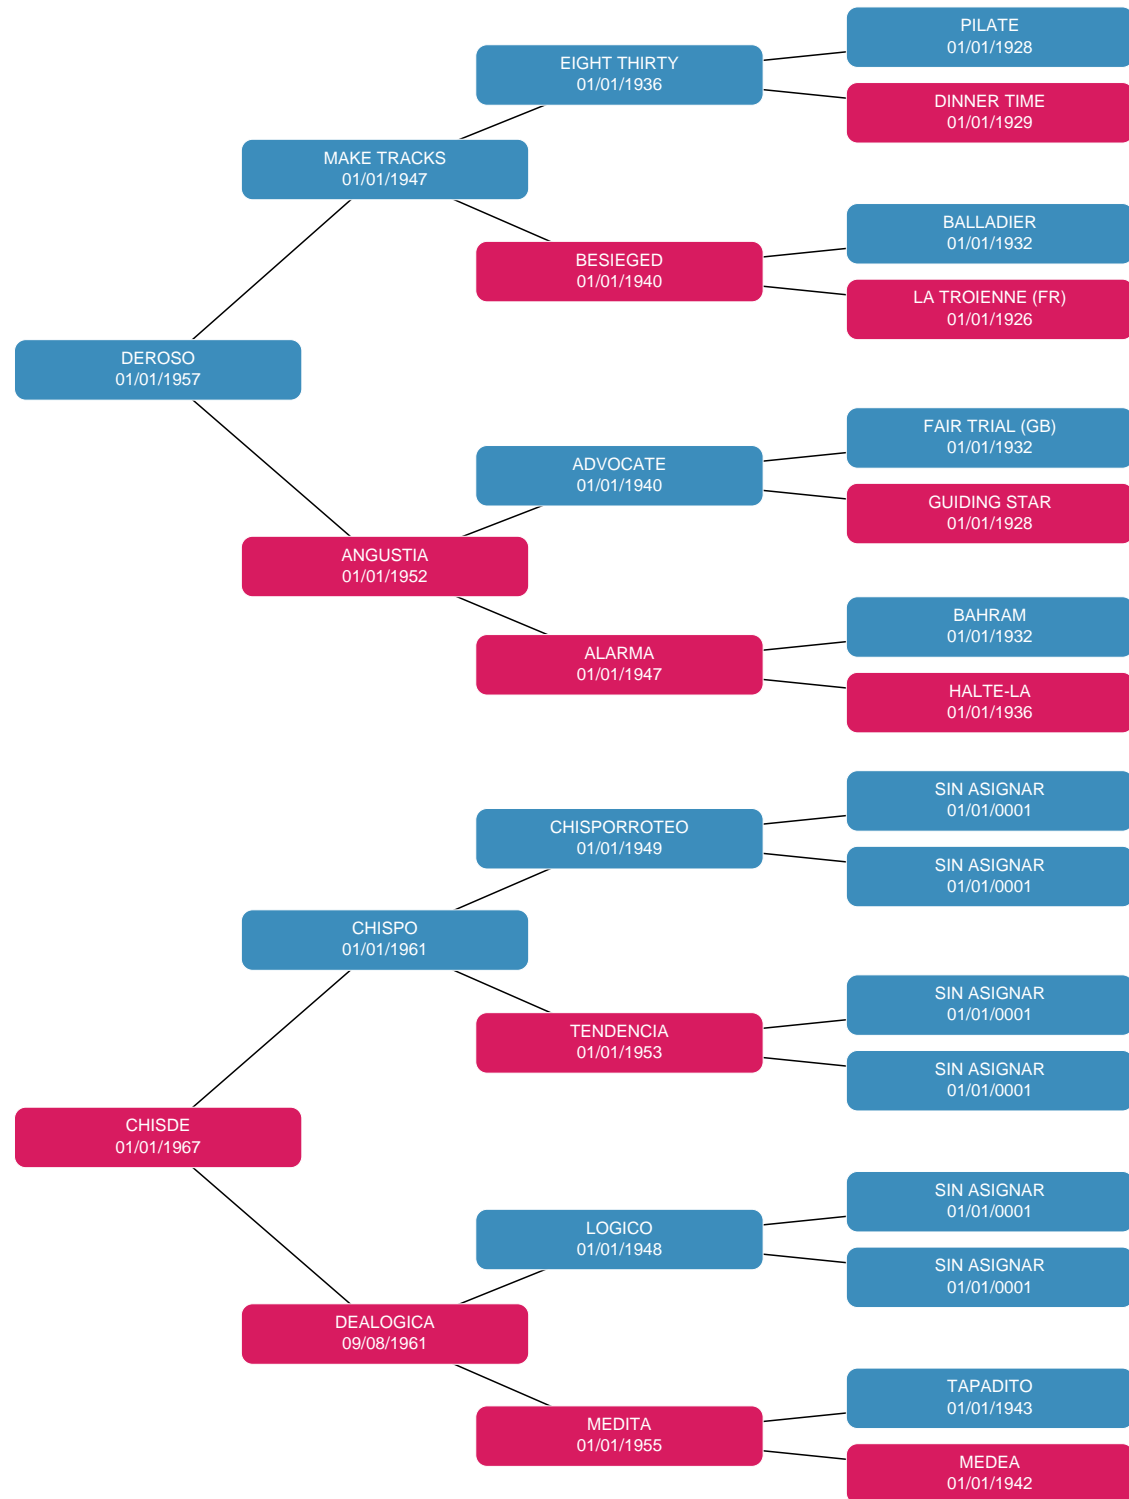 PILATE
01/01/1928
EIGHT THIRTY
01/01/1936
DINNER TIME
01/01/1929
MAKE TRACKS
01/01/1947
BALLADIER
01/01/1932
BESIEGED
01/01/1940
LA TROIENNE (FR)
01/01/1926
DEROSO
01/01/1957
FAIR TRIAL (GB)
01/01/1932
ADVOCATE
01/01/1940
GUIDING STAR
01/01/1928
ANGUSTIA
01/01/1952
BAHRAM
01/01/1932
ALARMA
01/01/1947
HALTE-LA
01/01/1936
SIN ASIGNAR
01/01/0001
CHISPORROTEO
01/01/1949
SIN ASIGNAR
01/01/0001
CHISPO
01/01/1961
SIN ASIGNAR
01/01/0001
TENDENCIA
01/01/1953
SIN ASIGNAR
01/01/0001
CHISDE
01/01/1967
SIN ASIGNAR
01/01/0001
LOGICO
01/01/1948
SIN ASIGNAR
01/01/0001
DEALOGICA
09/08/1961
TAPADITO
01/01/1943
MEDITA
01/01/1955
MEDEA
01/01/1942